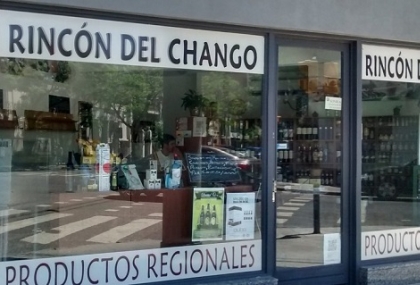 RINCÓN DEL CHANGO
RINCÓN D
PRODUCTOS REGIONALES
PRODUCTO